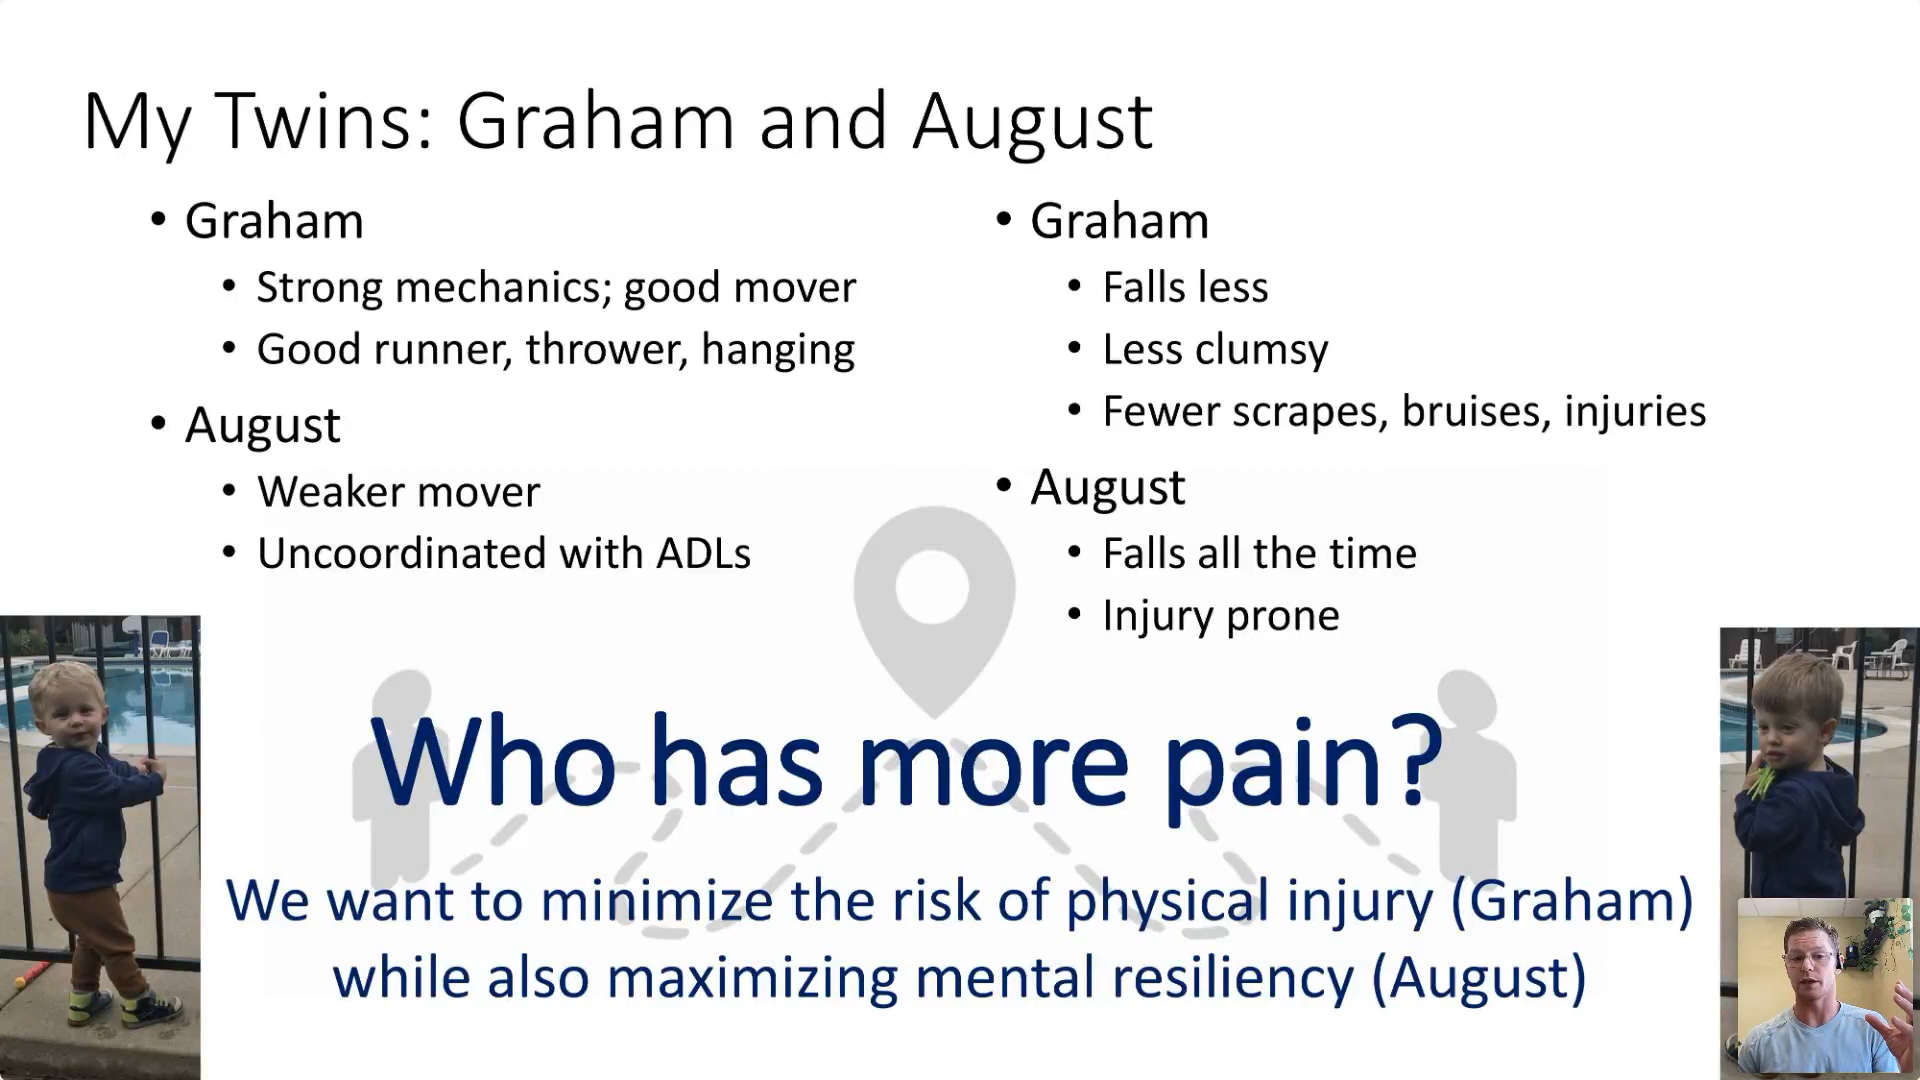 My Twins: Graham and August
• Graham
• Strong mechanics; good mover
• Good runner, thrower, hanging
• August
• Weaker mover
• Uncoordinated with ADLs
• Graham
• Falls less
• Less clumsy
• Fewer scrapes, bruises, injuries
• August
• Falls all the time
• Injury prone
Who has more pain?
We want to minimize the risk of physical injury (Graham)
while also maximizing mental resiliency (August)